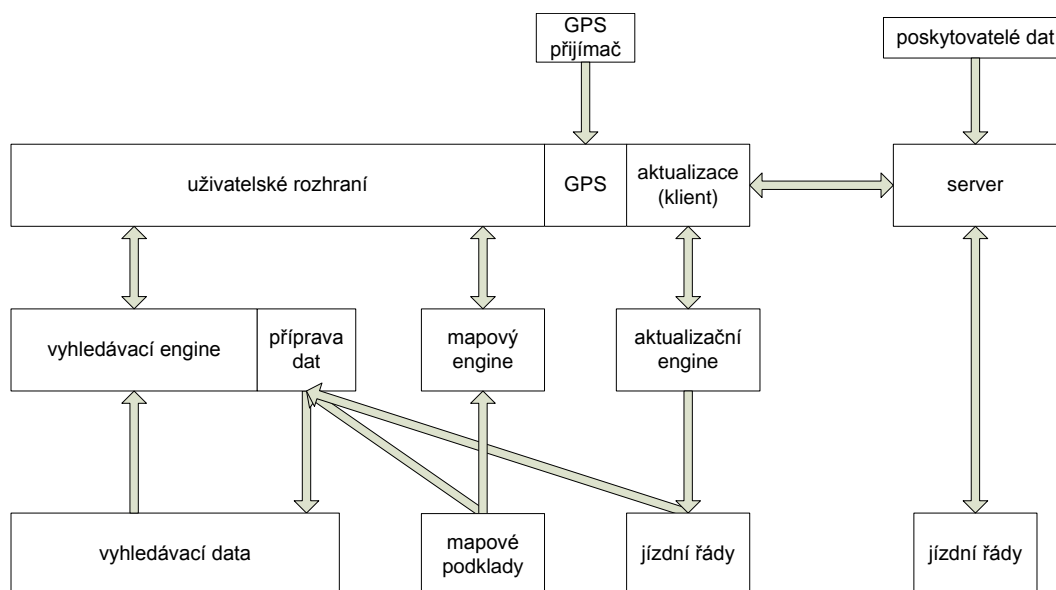 GPS
přijímač
poskytovatelé dat
uživatelské rozhraní
GPS
aktualizace
(klient)
server
vyhledávací engine
příprava
dat
mapový
engine
aktualizační
engine
vyhledávací data
mapové
podklady
jízdní řády
jízdní řády